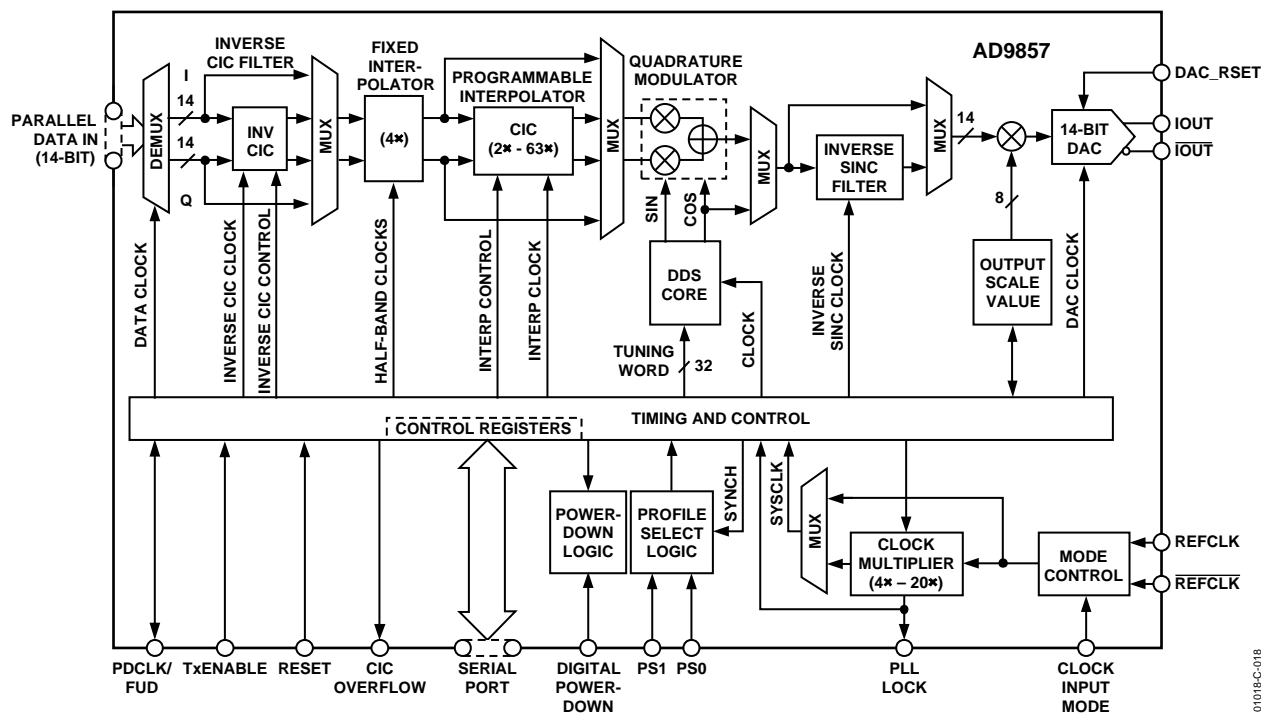 AD9857
INVERSE
CIC FILTER
FIXED
INTER-
POLATOR
PROGRAMMABLE
INTERPOLATOR
QUADRATURE
MODULATOR
PARALLEL
DATA IN
(14-BIT)
DEMUX
I
14
14
Q
INV
CIC
MUX
(4×)
CIC
(2× - 63×)
MUX
SIN
COS
MUX
INVERSE
SINC
FILTER
MUX
14
8
14-BIT
DAC
DAC_RSET
IOUT
IOUT
DATA CLOCK
INVERSE CIC CLOCK
INVERSE CIC CONTROL
HALF-BAND CLOCKS
INTERP CONTROL
INTERP CLOCK
DDS
CORE
TUNING
WORD
32
CLOCK
INVERSE
SINC CLOCK
OUTPUT
SCALE
VALUE
DAC CLOCK
TIMING AND CONTROL
CONTROL REGISTERS
POWER-
DOWN
LOGIC
PROFILE
SELECT
LOGIC
SYNCH
SYSCLK
MUX
CLOCK
MULTIPLIER
(4× – 20×)
MODE
CONTROL
REFCLK
REFCLK
PDCLK/
FUD
TxENABLE
RESET
CIC
OVERFLOW
SERIAL
PORT
DIGITAL
POWER-
DOWN
PS1
PS0
PLL
LOCK
CLOCK
INPUT
MODE
01018-C-018